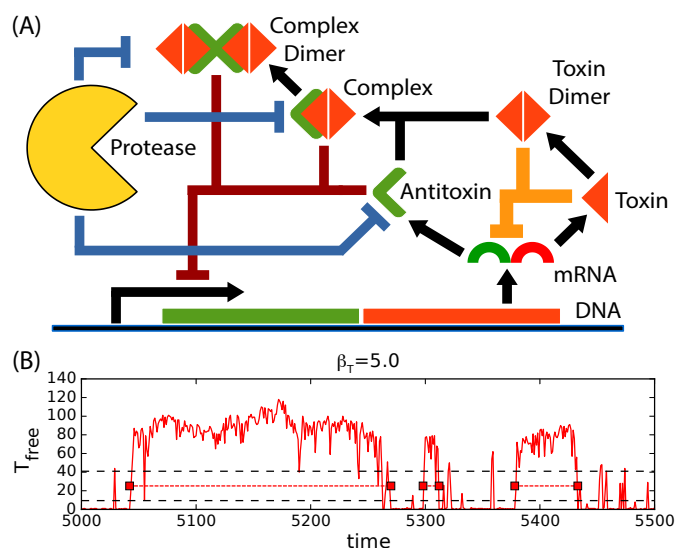 (A)
Complex
Dimer
Complex
Toxin
Dimer
Protease
Antitoxin
Toxin
mRNA
DNA
(B)
β_T=5.0
T_free
140
120
100
80
60
40
20
0
5000 5100 5200 5300 5400 5500
time